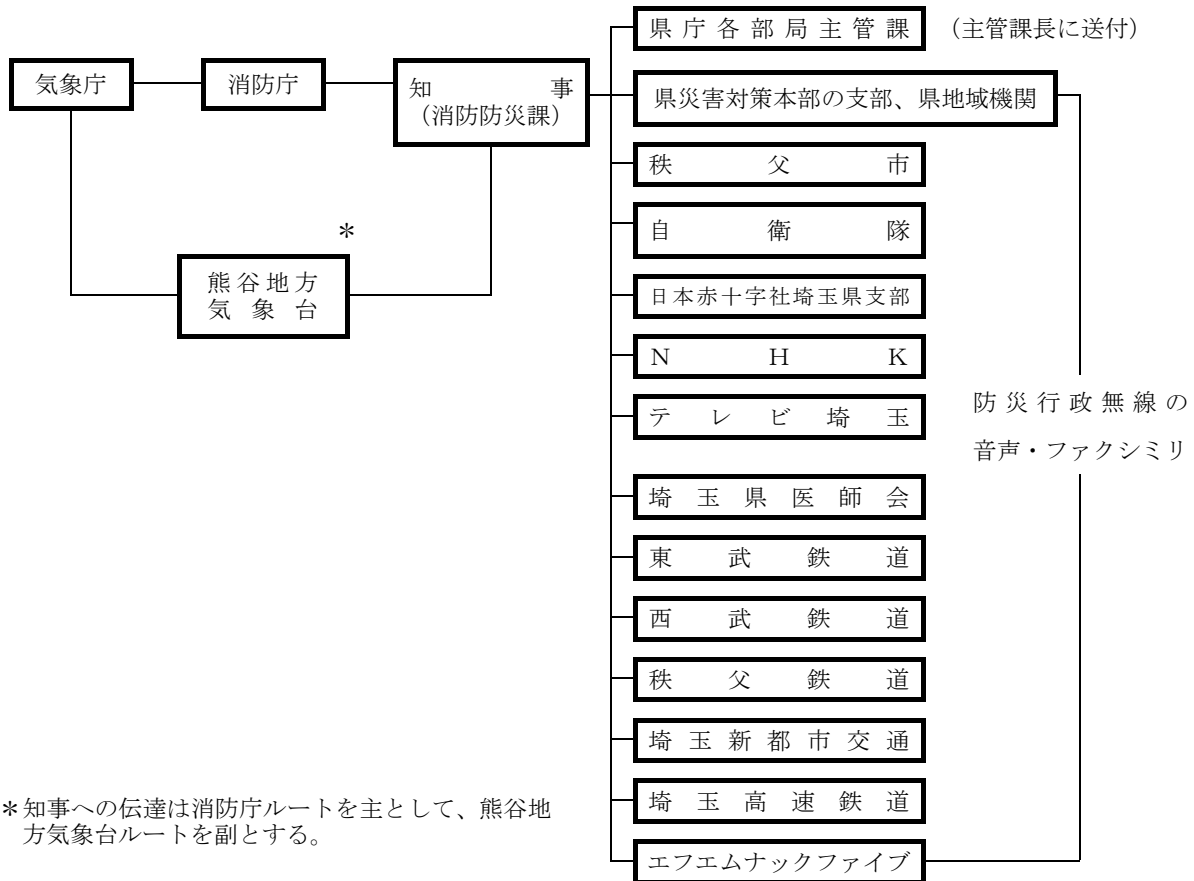 県庁各部局主管課 (主管課長に送付)
気象庁 消防庁 知事
(消防防災課)
県災害対策本部の支部、県地域機関
秩父市
自衛隊
*
熊谷地方
気象台
日本赤十字社埼玉県支部
NHK
テレビ埼玉
防災行政無線の
音声・ファクシミリ
埼玉県医師会
東武鉄道
西武鉄道
秩父鉄道
埼玉新都市交通
埼玉高速鉄道
エフエムナックファイブ
*知事への伝達は消防庁ルートを主として、熊谷地
方気象台ルートを副とする。